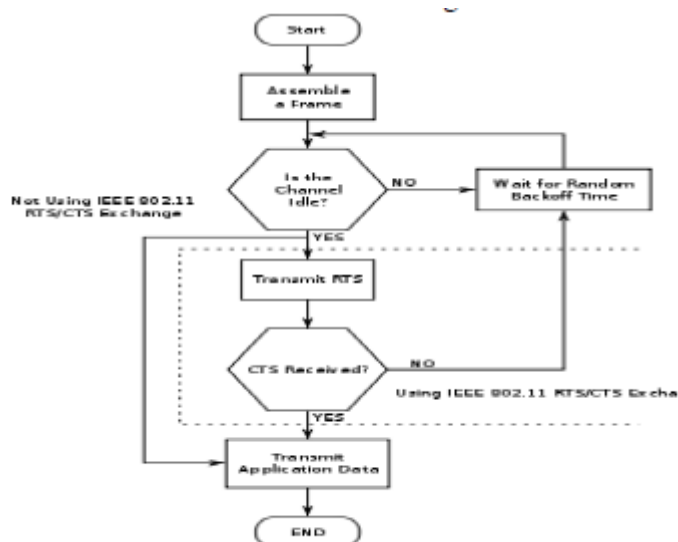 Start
Assemble
a Frame
Is the
Channel
Idle?
NO
Wait for Random
Backoff Time
Not Using IEEE 802.11
RTS/CTS Exchange
YES
Transmit RTS
CTS Received?
NO
Using IEEE 802.11 RTS/CTS Excha
YES
Transmit
Application Data
END